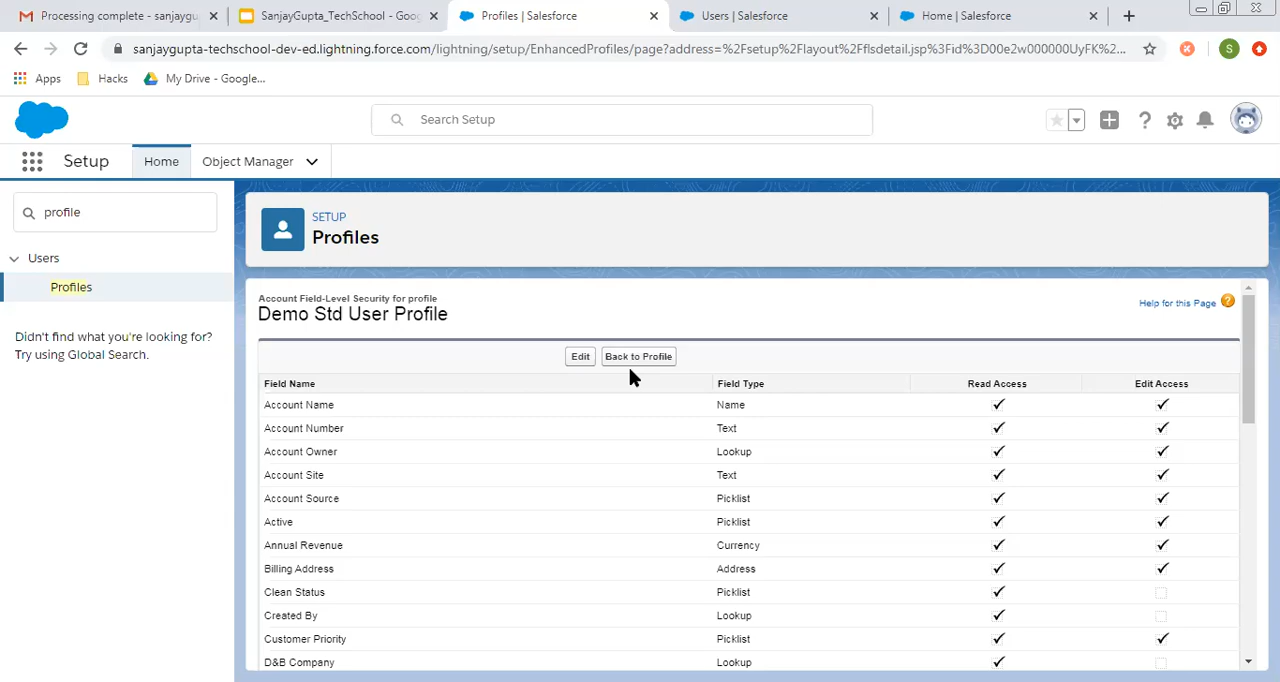 Processing complete - sanjaygu
SanjayGupta_TechSchool - Goog
Profiles | Salesforce
Users | Salesforce
Home | Salesforce
sanjaygupta-techschool-dev-ed.lightning.force.com/lightning/setup/EnhancedProfiles/page?address=%2Fsetup%2Flayout%2Fflsdetail.jsp%3Fid%3D00e2w000000UyFK%2...
S
Apps
Hacks
My Drive - Google...
Search Setup
Setup
Home
Object Manager
profile
Users
Profiles
Didn't find what you're looking for?
Try using Global Search.
SETUP
Profiles
Account Field-Level Security for profile
Demo Std User Profile
Help for this Page ?
Edit Back to Profile
Field Name Field Type Read Access Edit Access
Account Name Name
Account Number Text
Account Owner Lookup
Account Site Text
Account Source Picklist
Active Picklist
Annual Revenue Currency
Billing Address Address
Clean Status Picklist
Created By Lookup
Customer Priority Picklist
D&B Company Lookup